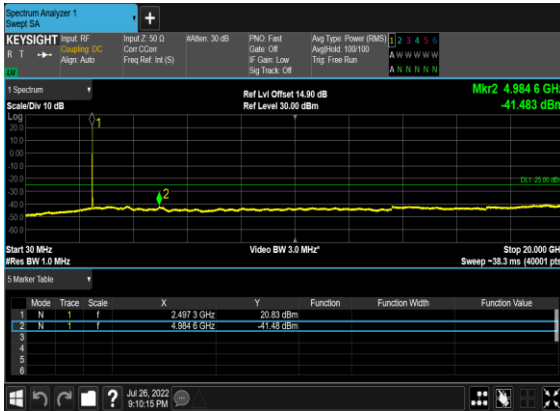 Spectrum Analyzer 1
Swept SA
+
KEYSIGHT Input: RF Input Z: 50 Ω #Atten: 30 dB PNO: Fast Avg Type: Power (RMS) 1 2 3 4 5 6
R T Coupling: DC Corr CCorr Gate: Off Avg|Hold: 100/100 A W W W W W
Align: Auto Freq Ref: Int (S) IF Gain: Low Trig: Free Run
Sig Track: Off A N N N N N
1 Spectrum
Ref Lvl Offset 14.90 dB Mkr2 4.984 6 GHz
Scale/Div 10 dB Ref Level 30.00 dBm -41.483 dBm
Log
20.0
10.0
0.00
-10.0
-20.0
-30.0
-40.0
-50.0
-60.0
1
2
DL1 -25.00 dBm
Start 30 MHz Video BW 3.0 MHz* Stop 20.000 GHz
#Res BW 1.0 MHz Sweep ~38.3 ms (40001 pts)
5 Marker Table
Mode Trace Scale X Y Function Function Width Function Value
1 N 1 f 2.497 3 GHz 20.83 dBm
2 N 1 f 4.984 6 GHz -41.48 dBm
3
4
5
6
?
Jul 26, 2022
9:10:15 PM